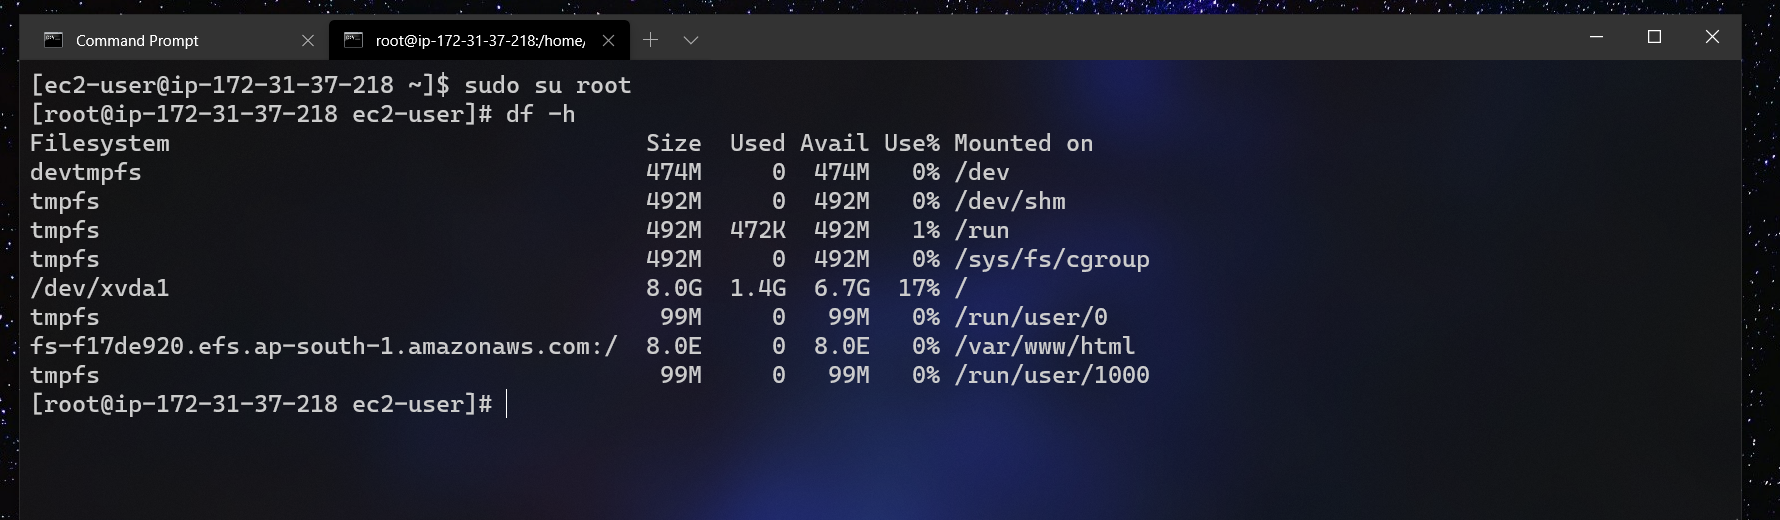 Command Prompt
root@ip-172-31-37-218:/home/
[ec2-user@ip-172-31-37-218 ~]$ sudo su root
[root@ip-172-31-37-218 ec2-user]# df -h
Filesystem Size Used Avail Use% Mounted on
devtmpfs 474M 0 474M 0% /dev
tmpfs 492M 0 492M 0% /dev/shm
tmpfs 492M 472K 492M 1% /run
tmpfs 492M 0 492M 0% /sys/fs/cgroup
/dev/xvda1 8.0G 1.4G 6.7G 17% /
tmpfs 99M 0 99M 0% /run/user/0
fs-f17de920.efs.ap-south-1.amazonaws.com:/ 8.0E 0 8.0E 0% /var/www/html
tmpfs 99M 0 99M 0% /run/user/1000
[root@ip-172-31-37-218 ec2-user]#